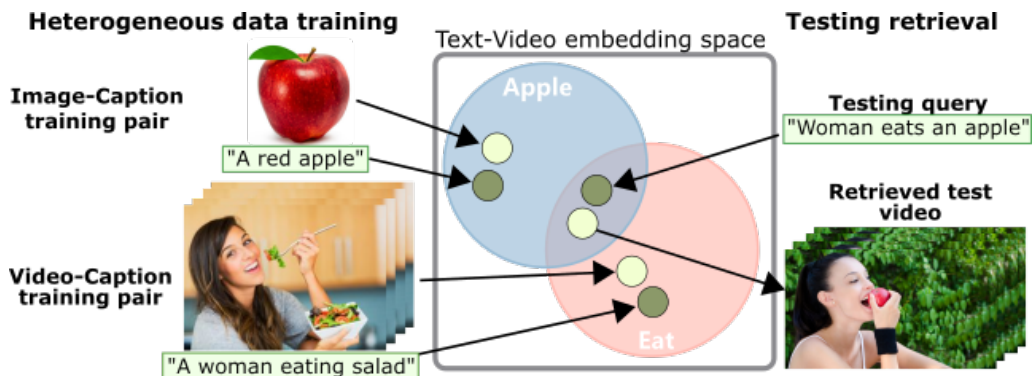 Heterogeneous data training
Testing retrieval
Text-Video embedding space
Image-Caption
training pair
"A red apple"
Apple
Testing query
"Woman eats an apple"
Retrieved test
video
Video-Caption
training pair
"A woman eating salad"
Eat